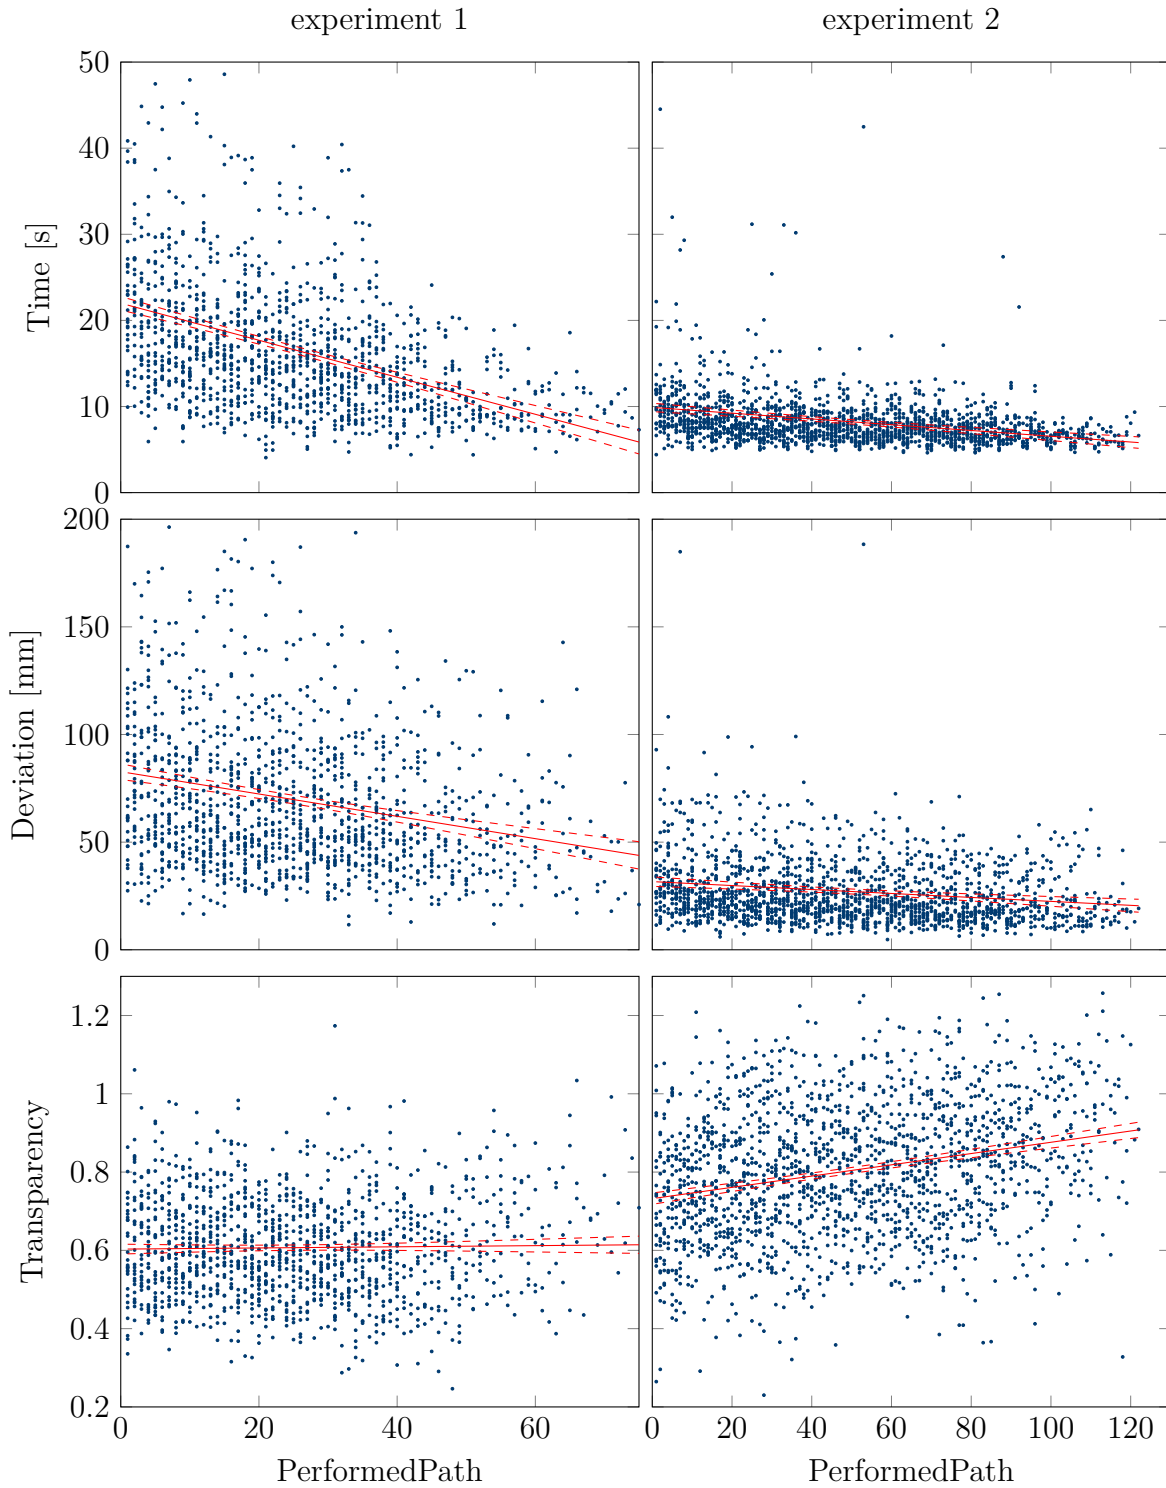 experiment 1
experiment 2
50
40
30
20
10
0
Time [s]
200
150
100
50
0
Deviation [mm]
1.2
1
0.8
0.6
0.4
0.2
Transparency
0 20 40 60
0 20 40 60 80 100 120
PerformedPath
PerformedPath